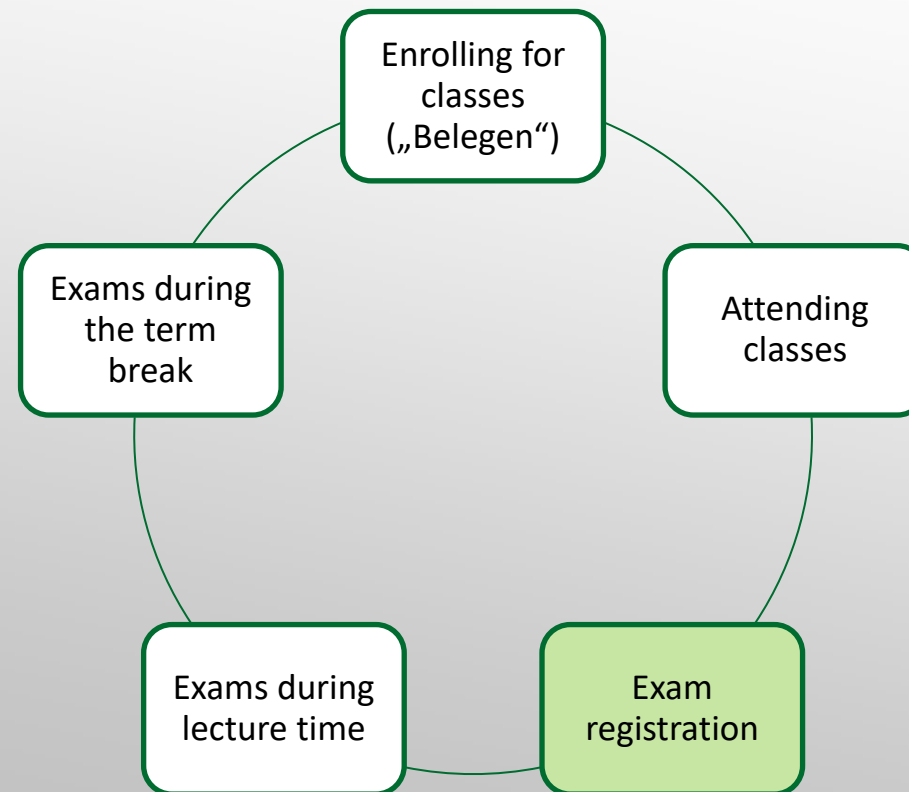 Enrolling for
classes
(„Belegen“)
Attending
classes
Exam
registration
Exams during
lecture time
Exams during
the term
break